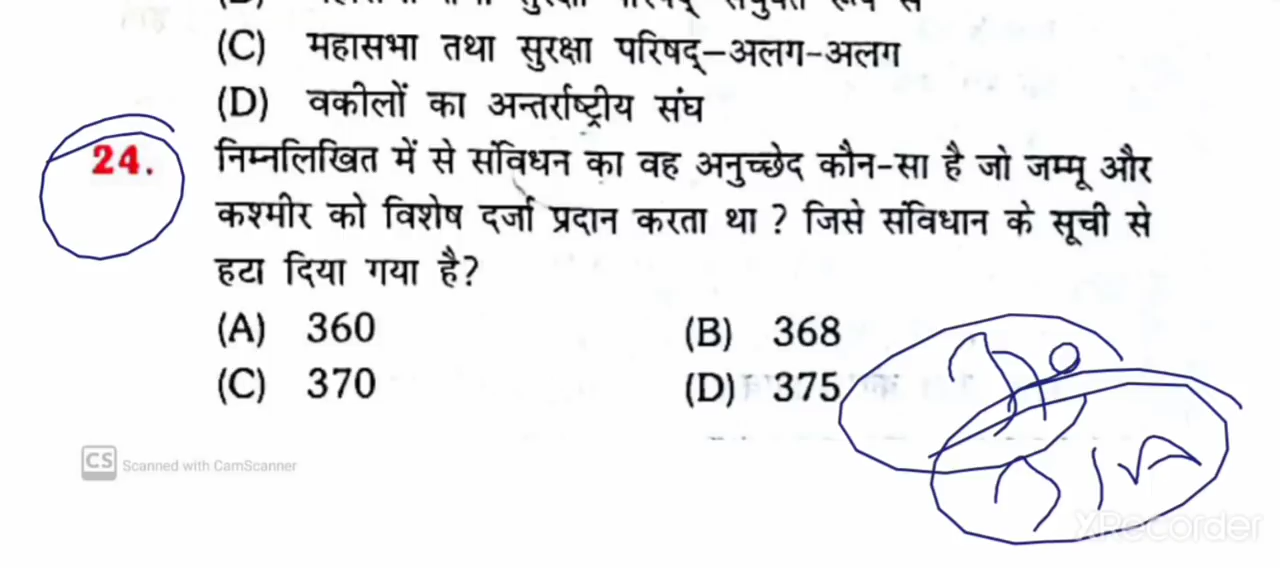 (C) महासभा तथा सुरक्षा परिषद्–अलग-अलग
(D) वकीलों का अन्तर्राष्ट्रीय संघ
24. निम्नलिखित में से संविधन का वह अनुच्छेद कौन-सा है जो जम्मू और
कश्मीर को विशेष दर्जा प्रदान करता था ? जिसे संविधान के सूची से
हटा दिया गया है?
(A) 360 (B) 368
(C) 370 (D) 375
CS Scanned with CamScanner
XRecorder